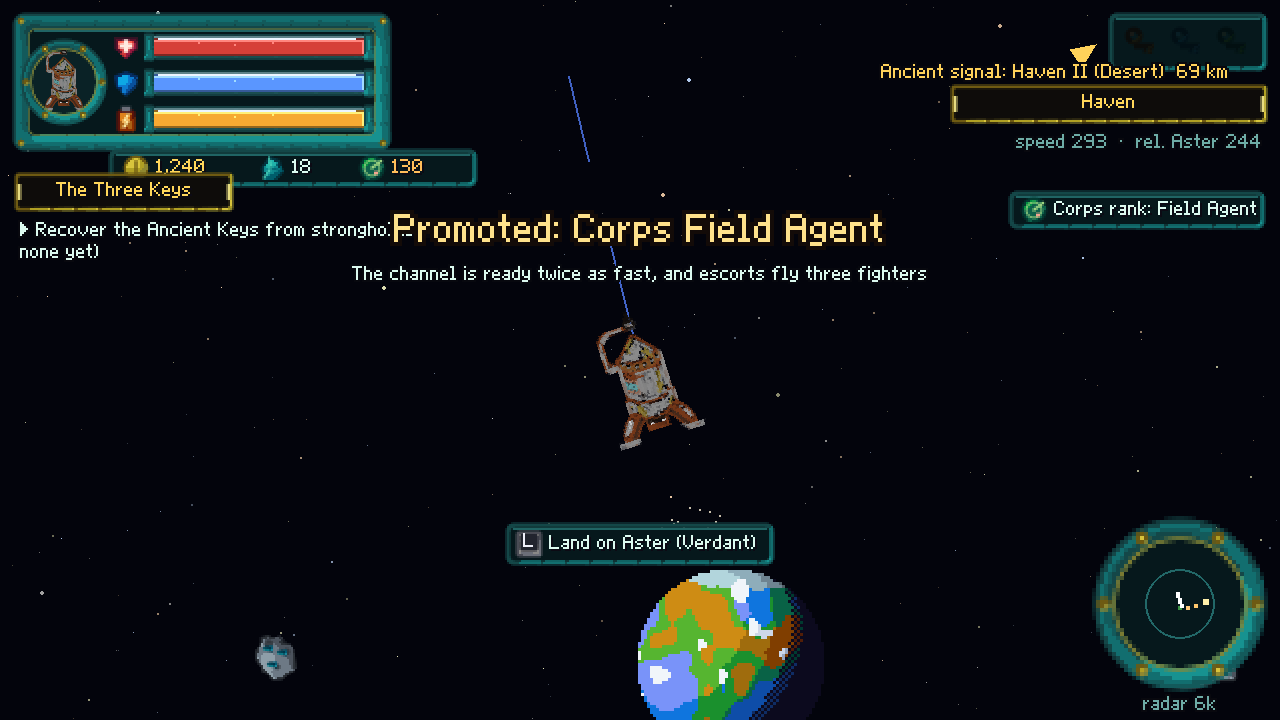 Ancient signal: Haven II (Desert) 69 km
Haven
speed 293 · rel. Aster 244
1,240 18 130
The Three Keys
Corps rank: Field Agent
Recover the Ancient Keys from
none yet)
Promoted: Corps Field Agent
The channel is ready twice as fast, and escorts fly three fighters
L Land on Aster (Verdant)
radar 6k